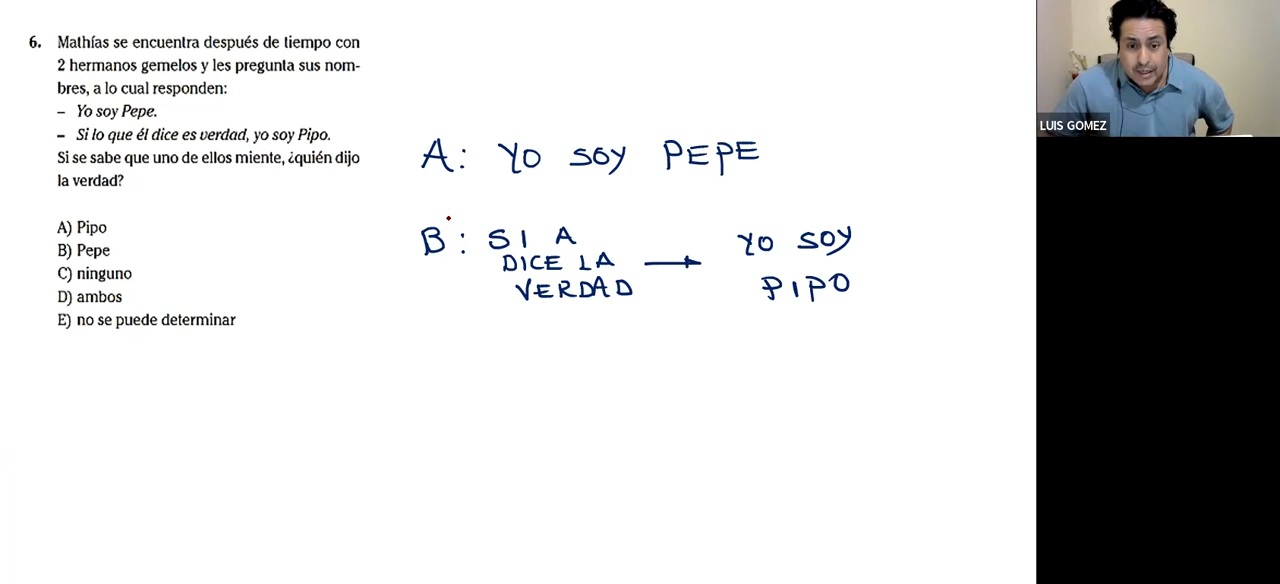 6. Mathías se encuentra después de tiempo con
2 hermanos gemelos y les pregunta sus nom-
bres, a lo cual responden:
– Yo soy Pepe.
– Si lo que él dice es verdad, yo soy Pipo.
Si se sabe que uno de ellos miente, ¿quién dijo
la verdad?
A) Pipo
B) Pepe
C) ninguno
D) ambos
E) no se puede determinar
A: YO SOY PEPE
B: SI A
DICE LA
VERDAD → YO SOY
PIPO
LUIS GOMEZ